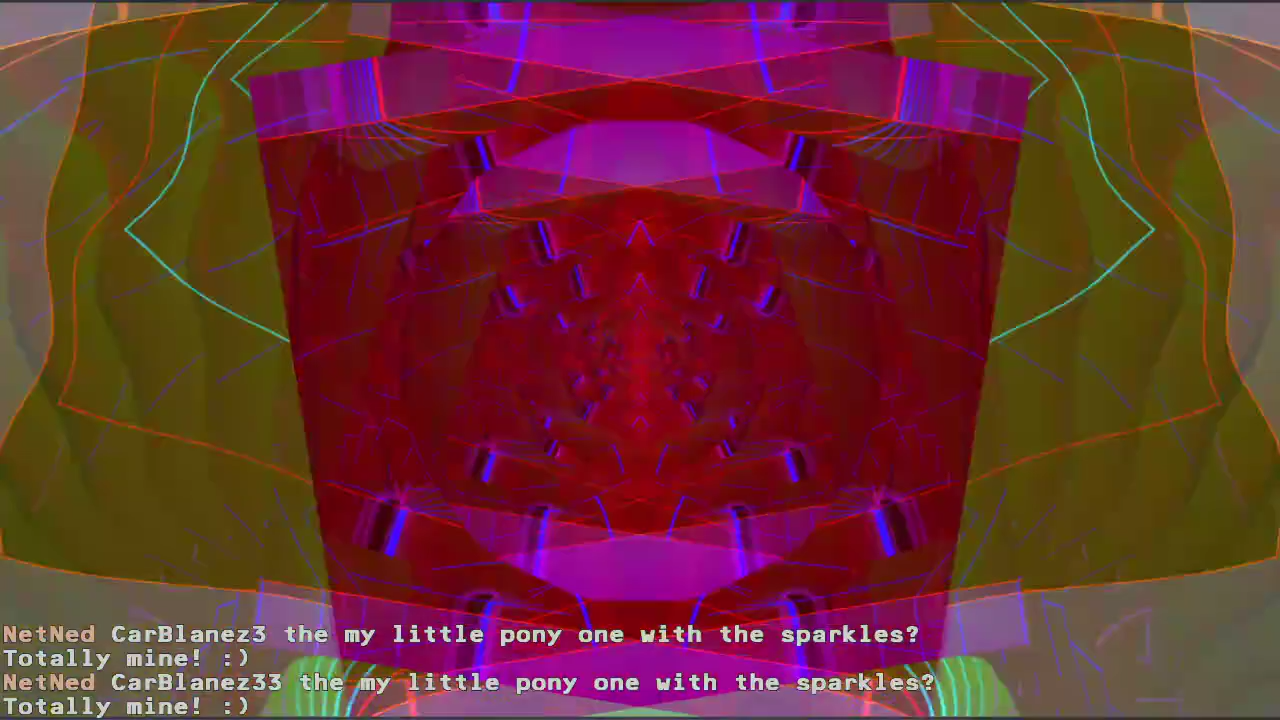 NetNed CarBlanez3 the my little pony one with the sparkles?
Totally mine! :)
NetNed CarBlanez33 the my little pony one with the sparkles?
Totally mine! :)